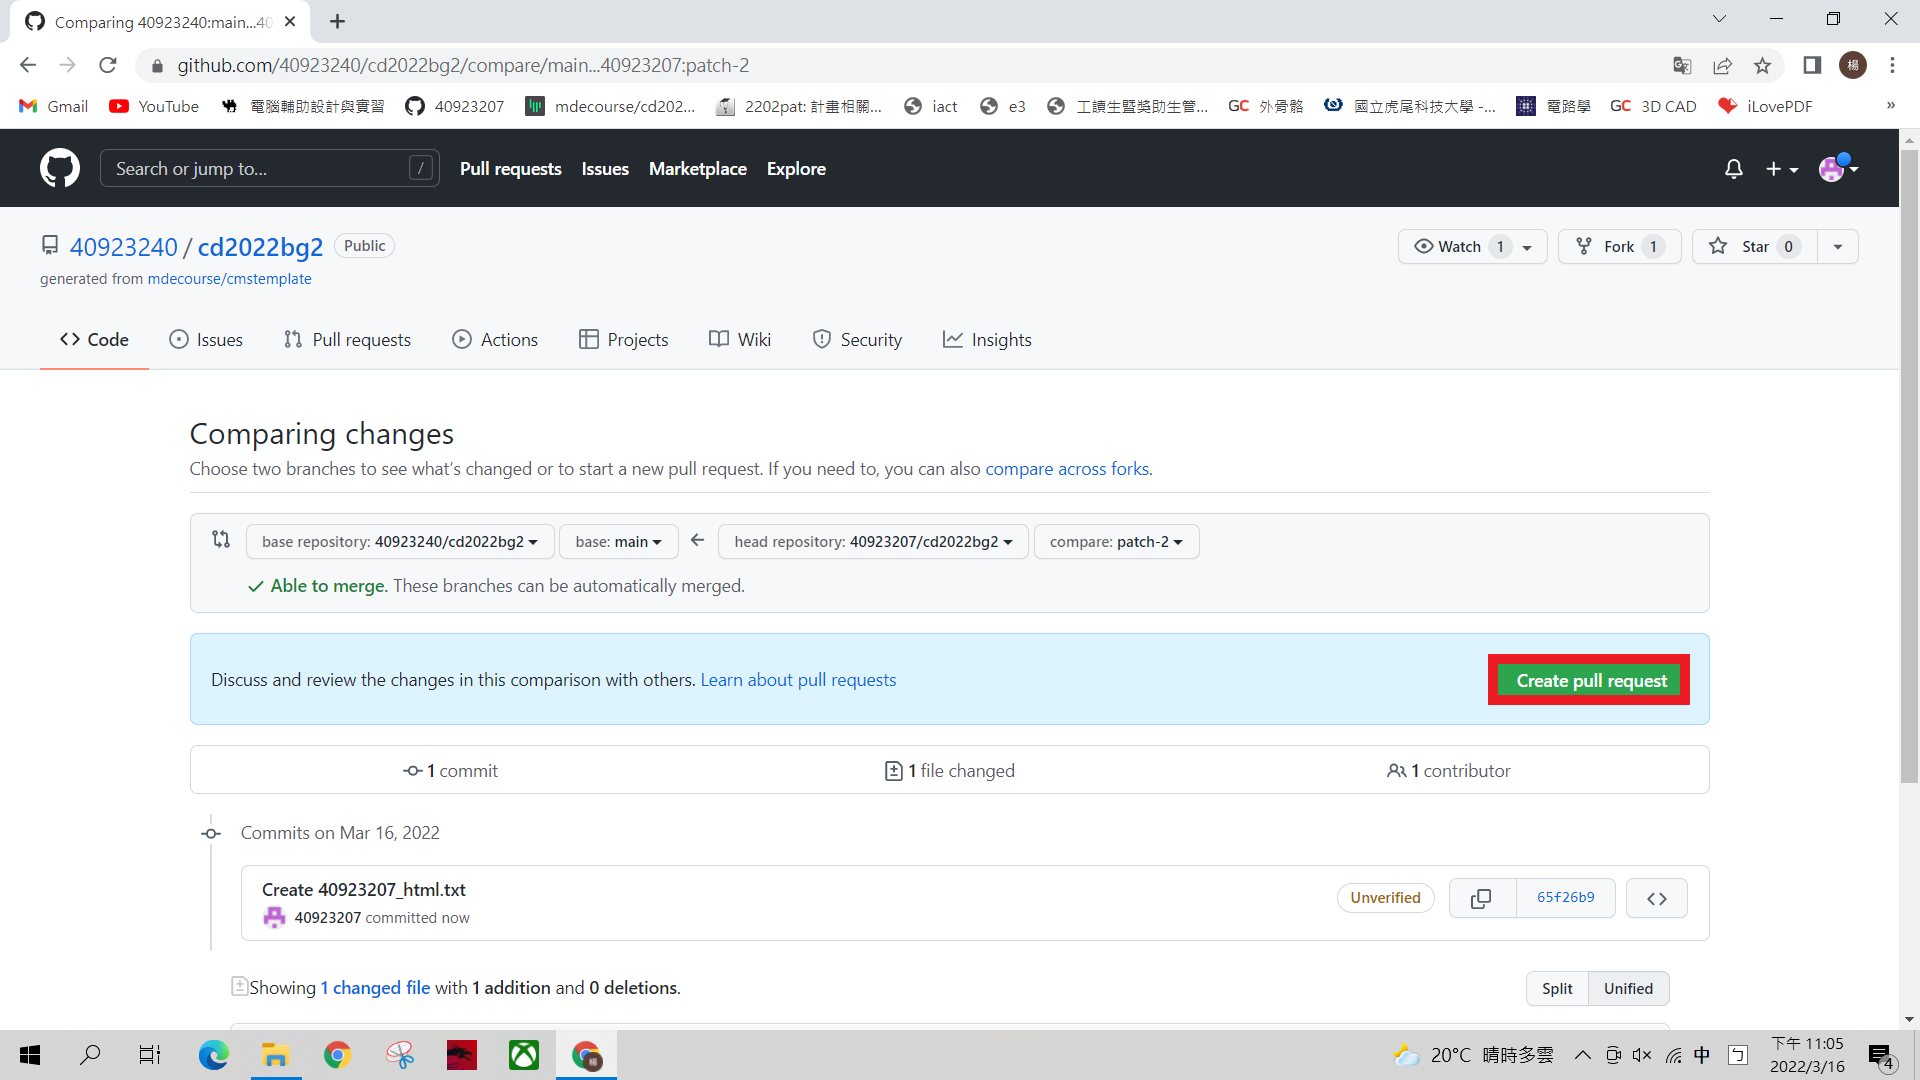 Comparing 40923240:main...40
github.com/40923240/cd2022bg2/compare/main...40923207:patch-2
楊
Gmail YouTube 電腦輔助設計與實習 40923207 mdecourse/cd202... 2202pat: 計畫相關... iact e3 工讀生暨獎助生管... GC 外骨骼 國立虎尾科技大學 -... 電路學 GC 3D CAD iLovePDF »
Search or jump to... / Pull requests Issues Marketplace Explore
40923240 / cd2022bg2 Public Watch 1 Fork 1 Star 0
generated from mdecourse/cmstemplate
Code Issues Pull requests Actions Projects Wiki Security Insights
Comparing changes
Choose two branches to see what's changed or to start a new pull request. If you need to, you can also compare across forks.
base repository: 40923240/cd2022bg2 base: main head repository: 40923207/cd2022bg2 compare: patch-2
Able to merge. These branches can be automatically merged.
Discuss and review the changes in this comparison with others. Learn about pull requests Create pull request
1 commit 1 file changed 1 contributor
Commits on Mar 16, 2022
Create 40923207_html.txt
40923207 committed now
Unverified 65f26b9
Showing 1 changed file with 1 addition and 0 deletions. Split Unified
20°C 晴時多雲 中 下午 11:05
2022/3/16 4